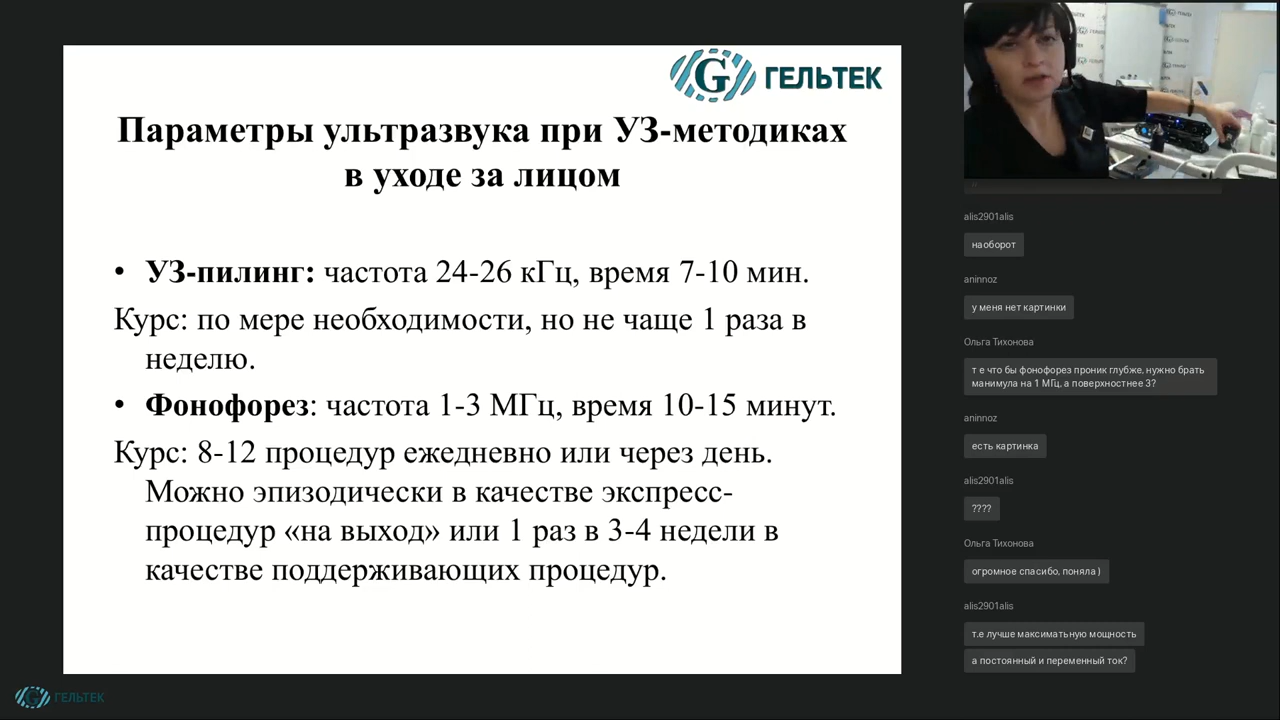 ГЕЛЬТЕК
Параметры ультразвука при УЗ-методиках
в уходе за лицом
• УЗ-пилинг: частота 24-26 кГц, время 7-10 мин.
Курс: по мере необходимости, но не чаще 1 раза в
неделю.
• Фонофорез: частота 1-3 МГц, время 10-15 минут.
Курс: 8-12 процедур ежедневно или через день.
Можно эпизодически в качестве экспресс-
процедур «на выход» или 1 раз в 3-4 недели в
качестве поддерживающих процедур.
ГЕЛЬТЕК
alis2901alis
наоборот
aninnoz
у меня нет картинки
Ольга Тихонова
т е что бы фонофорез проник глубже, нужно брать
манимула на 1 МГц, а поверхностнее 3?
aninnoz
есть картинка
alis2901alis
????
Ольга Тихонова
огромное спасибо, поняла )
alis2901alis
т.е лучше максиматьную мощность
а постоянный и переменный ток?